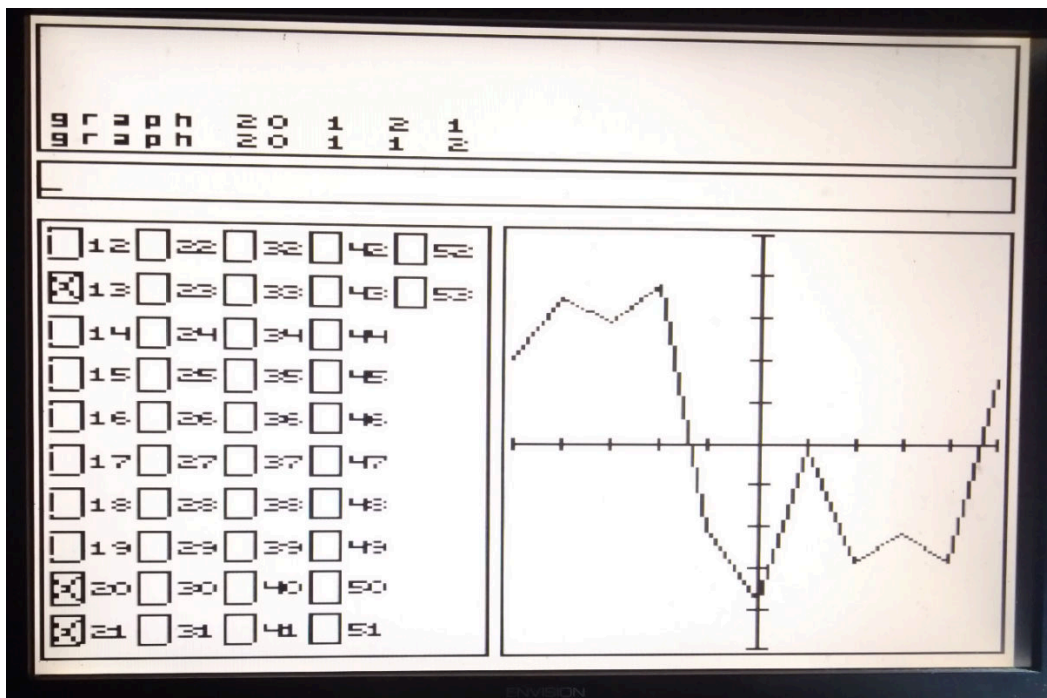 graph 20 1 2 1
graph 20 1 1 2
_
12 22 32 42 52
x 13 23 33 43 53
14 24 34 44
15 25 35 45
16 26 36 46
17 27 37 47
18 28 38 48
19 29 39 49
x 20 30 40 50
x 21 31 41 51
ENVISION